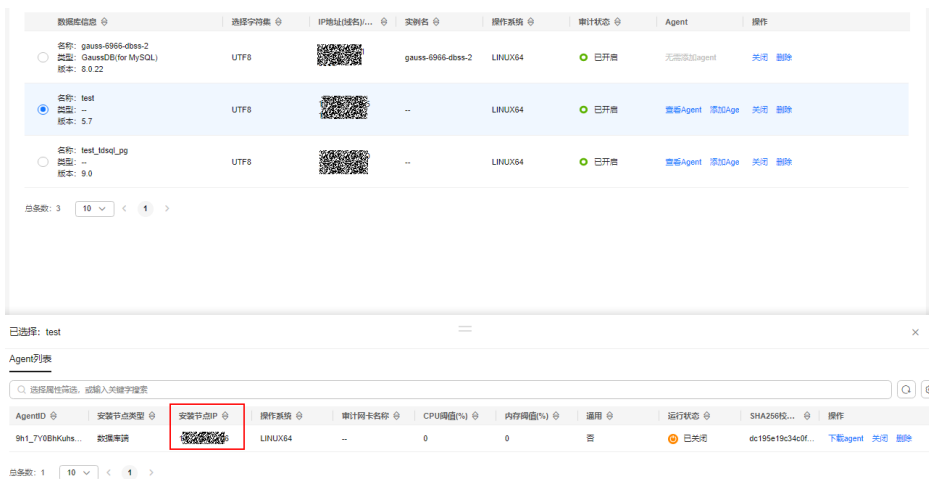 数据库信息 选择字符集 IP地址(域名)/... 实例名 操作系统 审计状态 Agent 操作
名称: gauss-6966-dbss-2
类型: GaussDB(for MySQL)
版本: 8.0.22
UTF8 gauss-6966-dbss-2 LINUX64 已开启 无需添加agent 关闭 删除
名称: test
类型: --
版本: 5.7
UTF8 -- LINUX64 已开启 查看Agent 添加Age 关闭 删除
名称: test_tdsql_pg
类型: --
版本: 9.0
UTF8 -- LINUX64 已开启 查看Agent 添加Age 关闭 删除
总条数: 3 10 < 1 >
已选择: test ×
Agent列表
选择属性筛选，或输入关键字搜索
AgentID 安装节点类型 安装节点IP 操作系统 审计网卡名称 CPU阈值(%) 内存阈值(%) 通用 运行状态 SHA256校... 操作
9h1_7Y0BhKuhs... 数据库端 LINUX64 -- 0 0 否 已关闭 dc195e19c34c0f... 下载agent 关闭 删除
总条数: 1 10 < 1 >